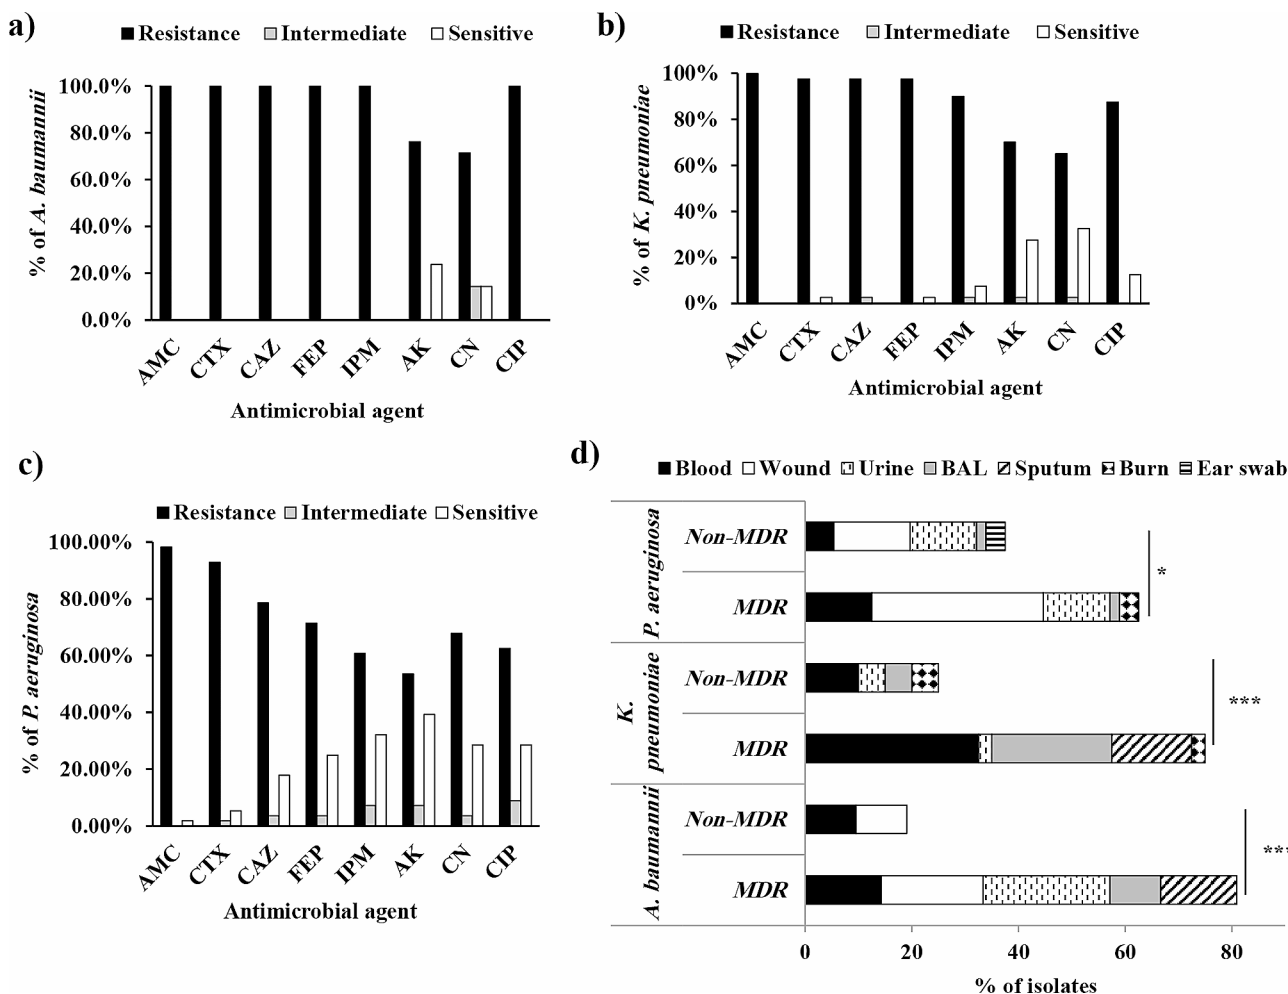 a)
Resistance Intermediate Sensitive
% of A. baumannii
100.0%
80.0%
60.0%
40.0%
20.0%
0.0%
AMC CTX CAZ FEP IPM AK CN CIP
Antimicrobial agent
b)
Resistance Intermediate Sensitive
% of K. pneumoniae
100%
80%
60%
40%
20%
0%
AMC CTX CAZ FEP IPM AK CN CIP
Antimicrobial agent
c)
Resistance Intermediate Sensitive
% of P. aeruginosa
100.00%
80.00%
60.00%
40.00%
20.00%
0.00%
AMC CTX CAZ FEP IPM AK CN CIP
Antimicrobial agent
d)
Blood Wound Urine BAL Sputum Burn Ear swab
P. aeruginosa
Non-MDR
MDR
*
K.
pneumoniae
Non-MDR
MDR
***
A. baumannii
Non-MDR
MDR
***
0 20 40 60 80
% of isolates